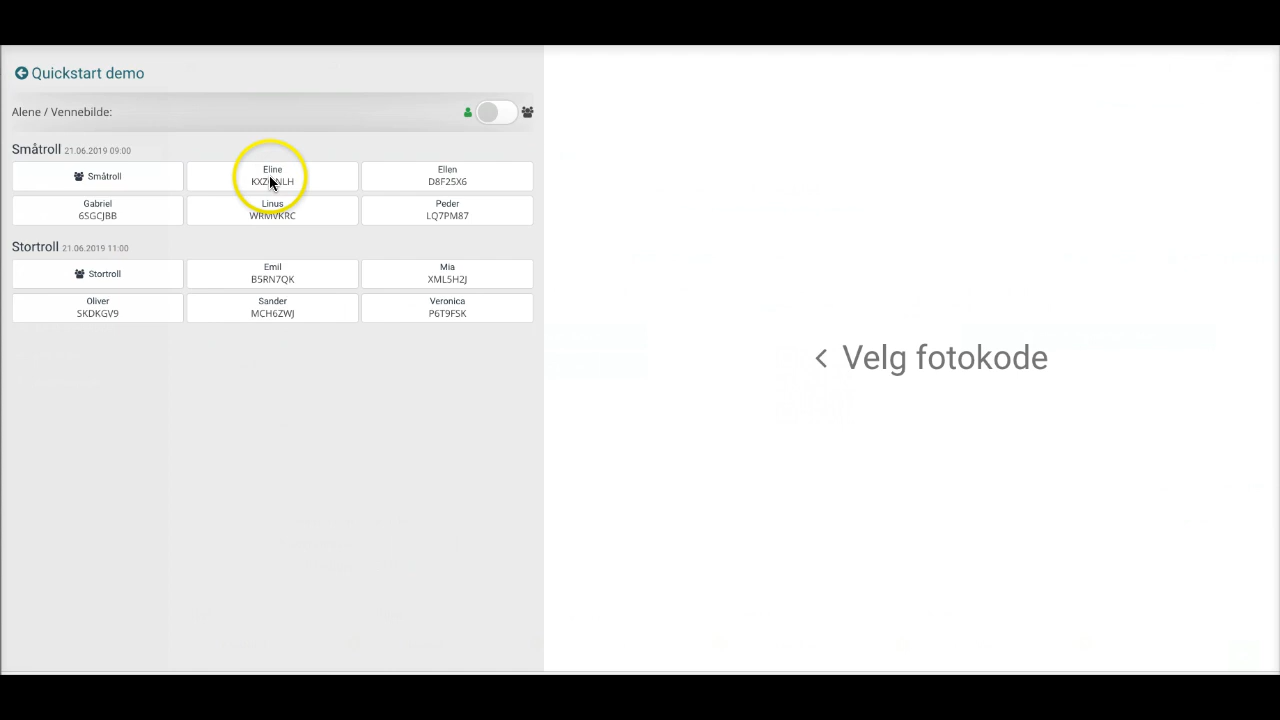 Quickstart demo
Alene / Vennebilde:
Småtroll 21.06.2019 09:00
Småtroll
Eline
Ellen
D8F25X6
Gabriel
6SGCJBB
Linus
WRMVKRC
Peder
LQ7PM87
Stortroll 21.06.2019 11:00
Stortroll
Emil
B5RN7QK
Mia
XML5H2J
Oliver
SKDKGV9
Sander
MCH6ZWJ
Veronica
P6T9FSK
Velg fotokode